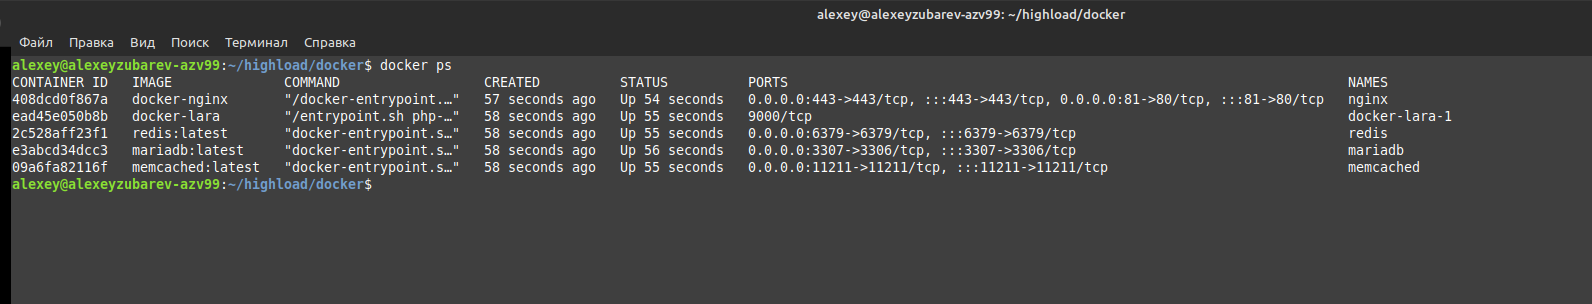 alexey@alexeyzubarev-azv99: ~/highload/docker
Файл Правка Вид Поиск Терминал Справка
alexey@alexeyzubarev-azv99:~/highload/docker$ docker ps
CONTAINER ID   IMAGE              COMMAND                  CREATED          STATUS          PORTS                                                                      NAMES
408dcd0f867a   docker-nginx       "/docker-entrypoint.…"   57 seconds ago   Up 54 seconds   0.0.0.0:443->443/tcp, :::443->443/tcp, 0.0.0.0:81->80/tcp, :::81->80/tcp   nginx
ead45e050b8b   docker-lara        "/entrypoint.sh php-…"   58 seconds ago   Up 55 seconds   9000/tcp                                                                   docker-lara-1
2c528aff23f1   redis:latest       "docker-entrypoint.s…"   58 seconds ago   Up 55 seconds   0.0.0.0:6379->6379/tcp, :::6379->6379/tcp                                  redis
e3abcd34dcc3   mariadb:latest     "docker-entrypoint.s…"   58 seconds ago   Up 56 seconds   0.0.0.0:3307->3306/tcp, :::3307->3306/tcp                                  mariadb
09a6fa82116f   memcached:latest   "docker-entrypoint.s…"   58 seconds ago   Up 55 seconds   0.0.0.0:11211->11211/tcp, :::11211->11211/tcp                              memcached
alexey@alexeyzubarev-azv99:~/highload/docker$